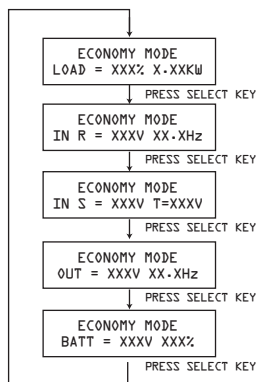 ECONOMY MODE
LOAD = XXX% X.XXKW
PRESS SELECT KEY
ECONOMY MODE
IN R = XXXV XX.XHz
PRESS SELECT KEY
ECONOMY MODE
IN S = XXXV T=XXXV
PRESS SELECT KEY
ECONOMY MODE
OUT = XXXV XX.XHz
PRESS SELECT KEY
ECONOMY MODE
BATT = XXXV XXX%
PRESS SELECT KEY